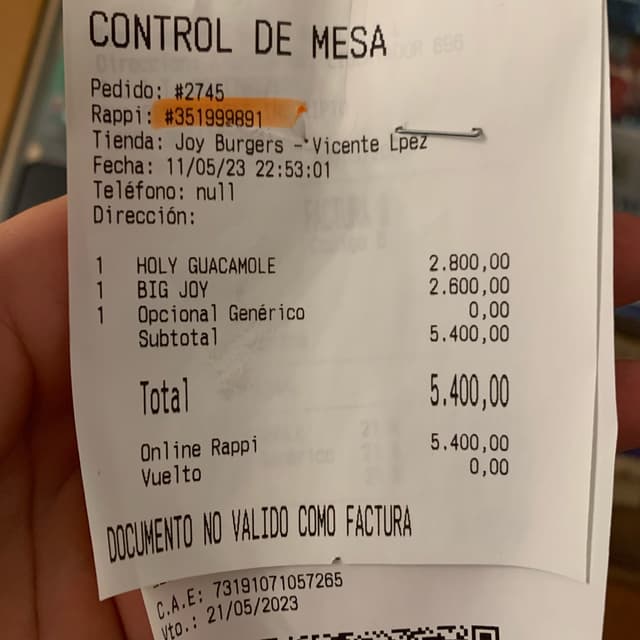 CONTROL DE MESA
Pedido: #2745
Rappi: #351999891
Tienda: Joy Burgers - Vicente Lpez
Fecha: 11/05/23 22:53:01
Teléfono: null
Dirección:
1 HOLY GUACAMOLE 2.800,00
1 BIG JOY 2.600,00
1 Opcional Genérico 0,00
Subtotal 5.400,00
Total 5.400,00
Online Rappi 5.400,00
Vuelto 0,00
DOCUMENTO NO VALIDO COMO FACTURA
C.A.E: 73191071057265
Vto.: 21/05/2023